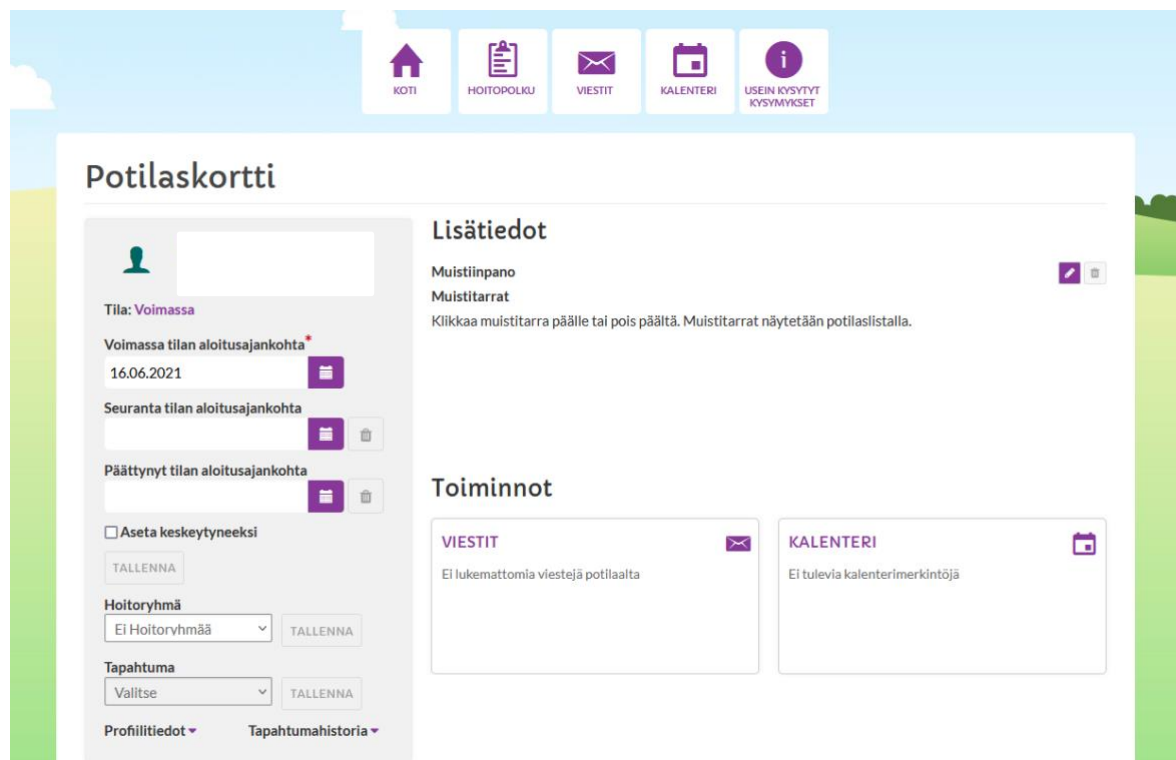 KOTI
HOITOPOLKU
VIESTIT
KALENTERI
USEIN KYSYTYT
KYSYMYKSET
Potilaskortti
Tila: Voimassa
Voimassa tilan aloitusajankohta*
16.06.2021
Seuranta tilan aloitusajankohta
Päättynyt tilan aloitusajankohta
Aseta keskeytyneeksi
TALLENNA
Hoitoryhmä
Ei Hoitoryhmää
TALLENNA
Tapahtuma
Valitse
TALLENNA
Profiilitiedot
Tapahtumahistoria
Lisätiedot
Muistiinpano
Muistitarrat
Klikkaa muistitarra päälle tai pois päältä. Muistitarrat näytetään potilaslistalla.
Toiminnot
VIESTIT
Ei lukemattomia viestejä potilaalta
KALENTERI
Ei tulevia kalenterimerkintöjä